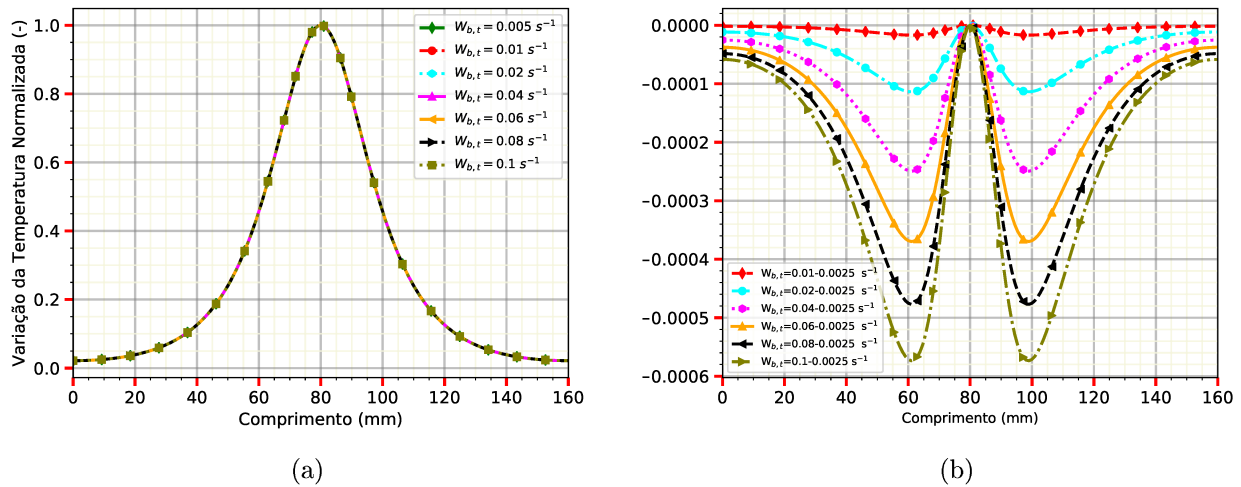 Variação da Temperatura Normalizada (-)
1.0
0.8
0.6
0.4
0.2
0.0
0 20 40 60 80 100 120 140 160
Comprimento (mm)
W_{b,t} = 0.005 s^{-1}
W_{b,t} = 0.01 s^{-1}
W_{b,t} = 0.02 s^{-1}
W_{b,t} = 0.04 s^{-1}
W_{b,t} = 0.06 s^{-1}
W_{b,t} = 0.08 s^{-1}
W_{b,t} = 0.1 s^{-1}
(a)
0.0000
−0.0001
−0.0002
−0.0003
−0.0004
−0.0005
−0.0006
W_{b,t}=0.01-0.0025 s^{-1}
W_{b,t}=0.02-0.0025 s^{-1}
W_{b,t}=0.04-0.0025 s^{-1}
W_{b,t}=0.06-0.0025 s^{-1}
W_{b,t}=0.08-0.0025 s^{-1}
W_{b,t}=0.1-0.0025 s^{-1}
0 20 40 60 80 100 120 140 160
Comprimento (mm)
(b)